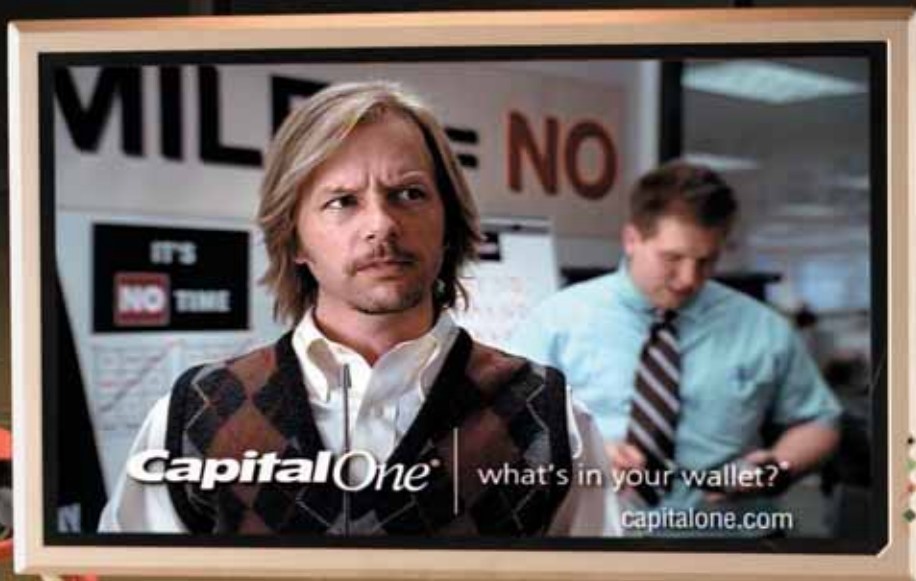 = NO
IT'S
NO TIME
CapitalOne®
what's in your wallet?®
capitalone.com